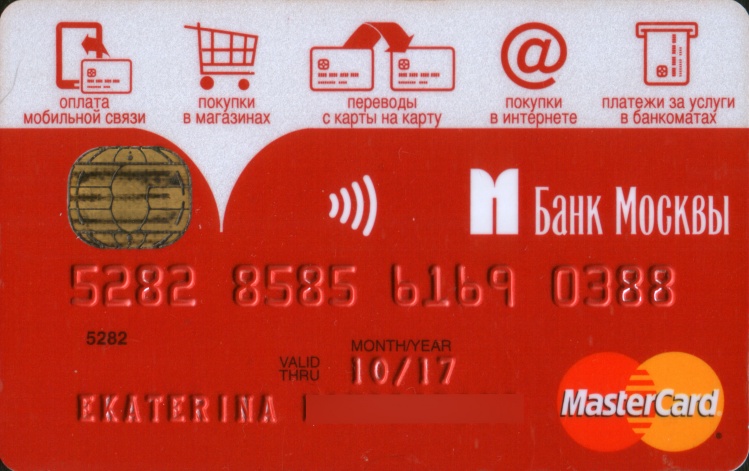 оплата
мобильной связи
покупки
в магазинах
переводы
с карты на карту
покупки
в интернете
платежи за услуги
в банкоматах
Банк Москвы
5282 8585 6169 0388
5282
MONTH/YEAR
VALID
THRU
10/17
EKATERINA
MasterCard